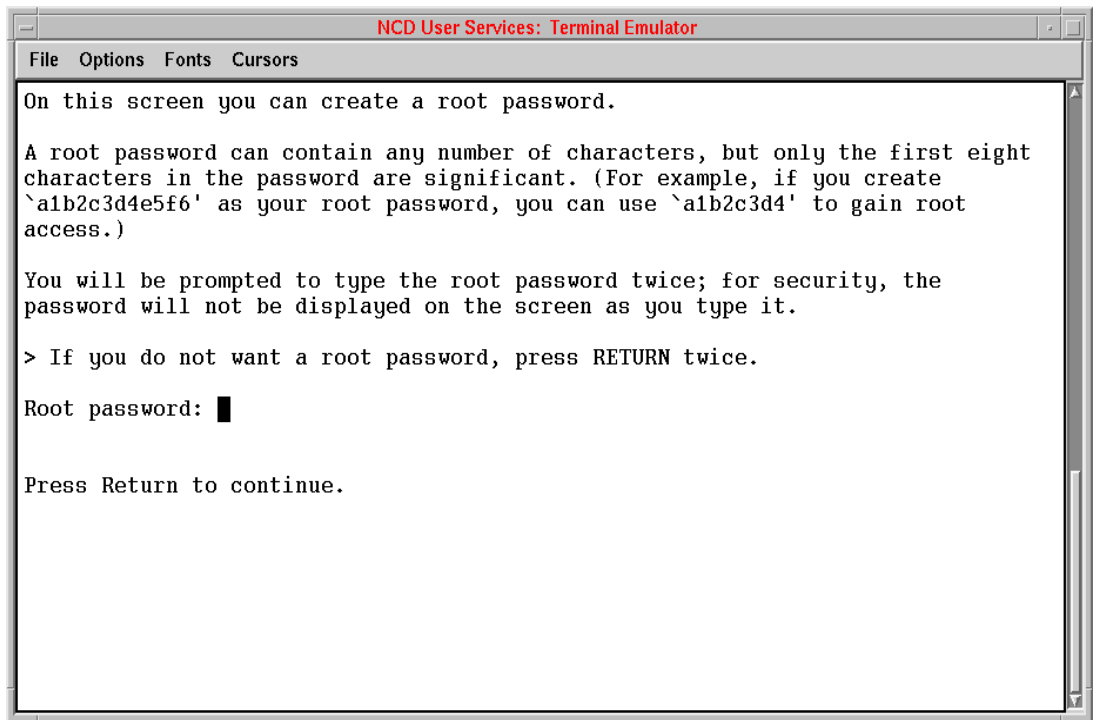 NCD User Services: Terminal Emulator
File Options Fonts Cursors
On this screen you can create a root password.
A root password can contain any number of characters, but only the first eight
characters in the password are significant. (For example, if you create
`a1b2c3d4e5f6' as your root password, you can use `a1b2c3d4' to gain root
access.)
You will be prompted to type the root password twice; for security, the
password will not be displayed on the screen as you type it.
> If you do not want a root password, press RETURN twice.
Root password:
Press Return to continue.